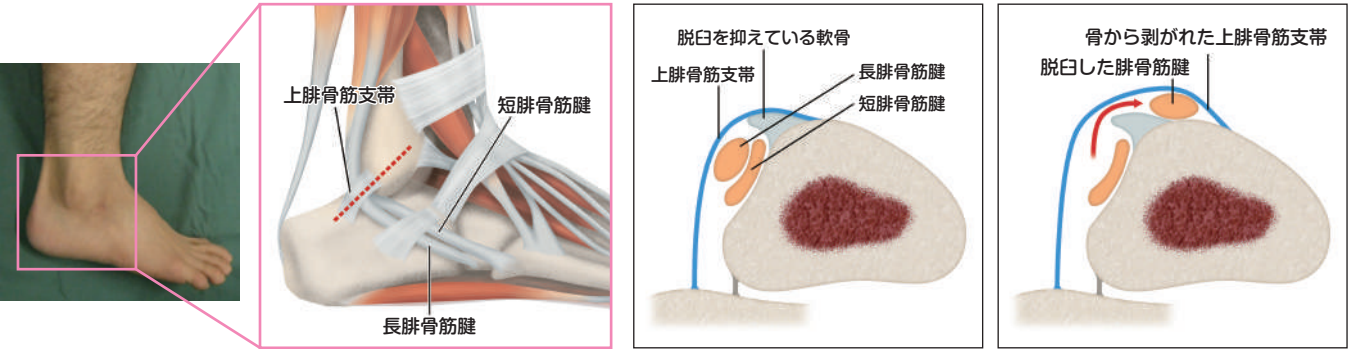 上腓骨筋支帯
短腓骨筋腱
長腓骨筋腱
脱臼を抑えている軟骨
上腓骨筋支帯
長腓骨筋腱
短腓骨筋腱
骨から剥がれた上腓骨筋支帯
脱臼した腓骨筋腱